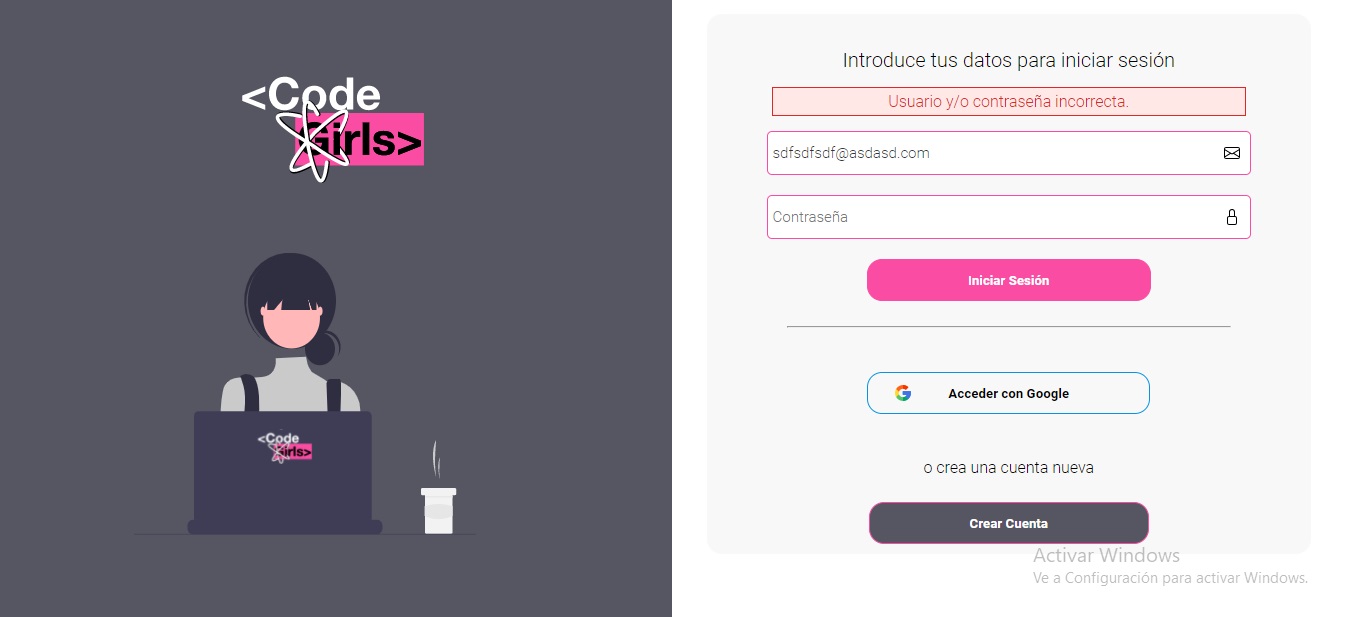 <Code
Girls>
<Code
Girls>
Introduce tus datos para iniciar sesión
Usuario y/o contraseña incorrecta.
sdfsdfsdf@asdasd.com
Contraseña
Iniciar Sesión
Acceder con Google
o crea una cuenta nueva
Crear Cuenta
Activar Windows
Ve a Configuración para activar Windows.